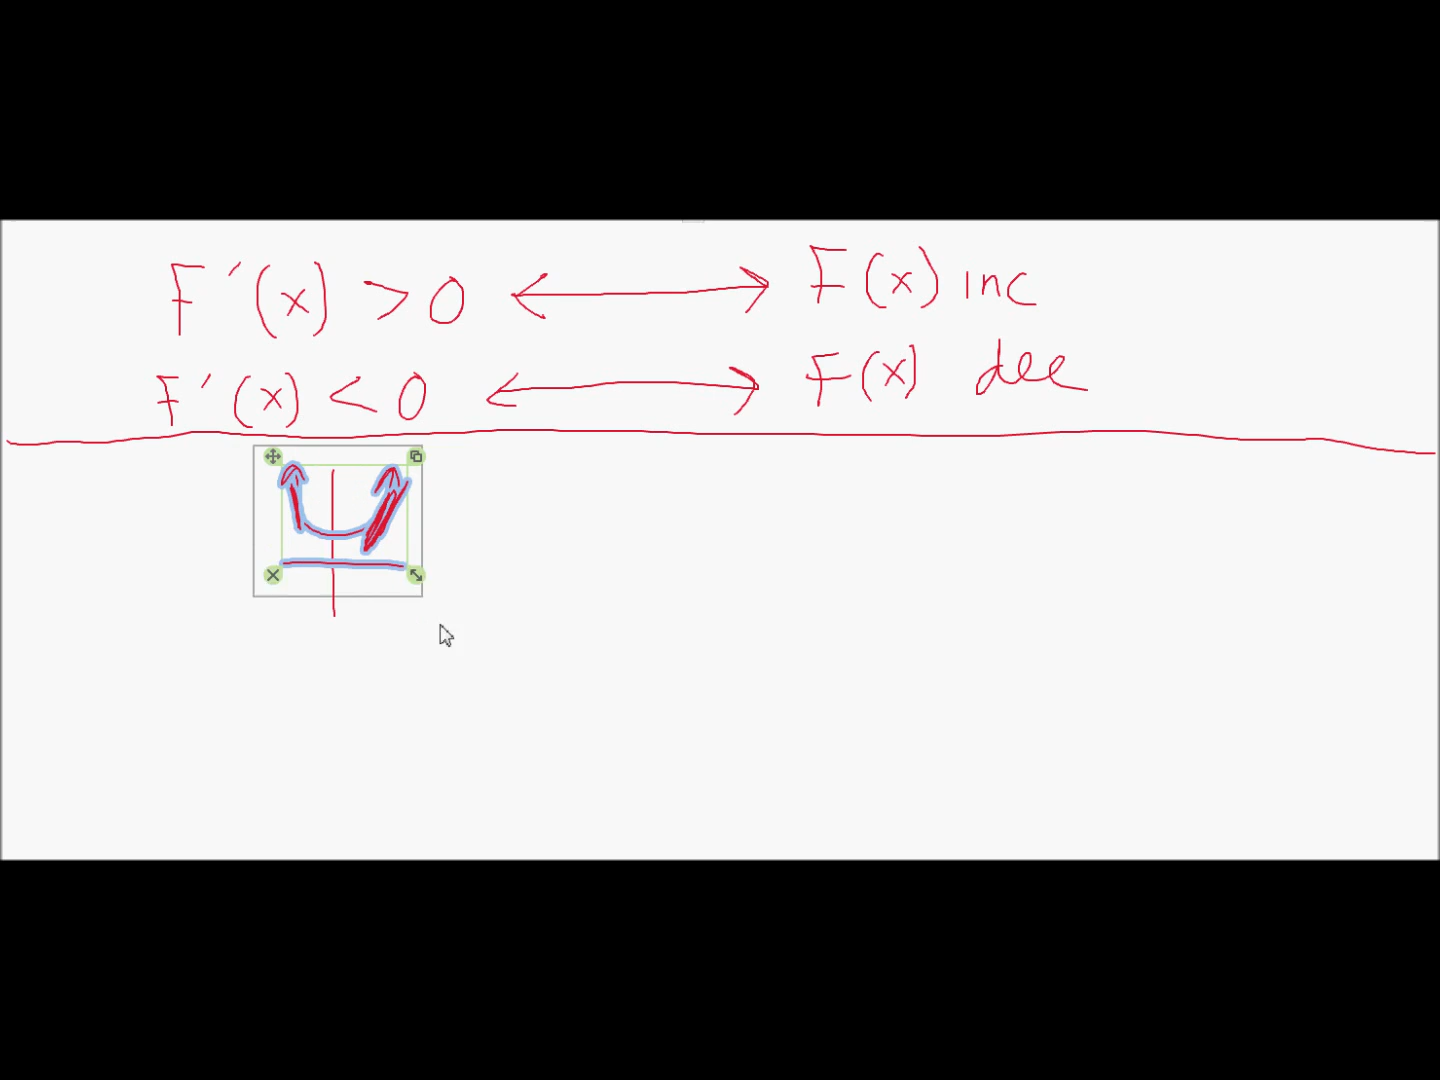 F'(x) > 0 ↔ F(x) inc
F'(x) < 0 ↔ F(x) dec